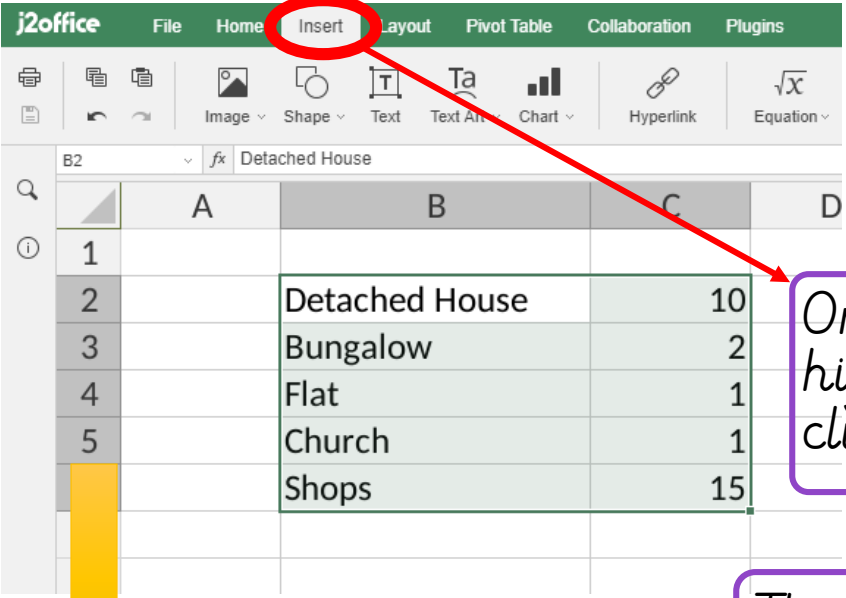 j2office File Home Insert Layout Pivot Table Collaboration Plugins
Image Shape Text Text Art Chart Hyperlink Equation
B2 fx Detached House
A B C D
1
2 Detached House 10
3 Bungalow 2
4 Flat 1
5 Church 1
Shops 15